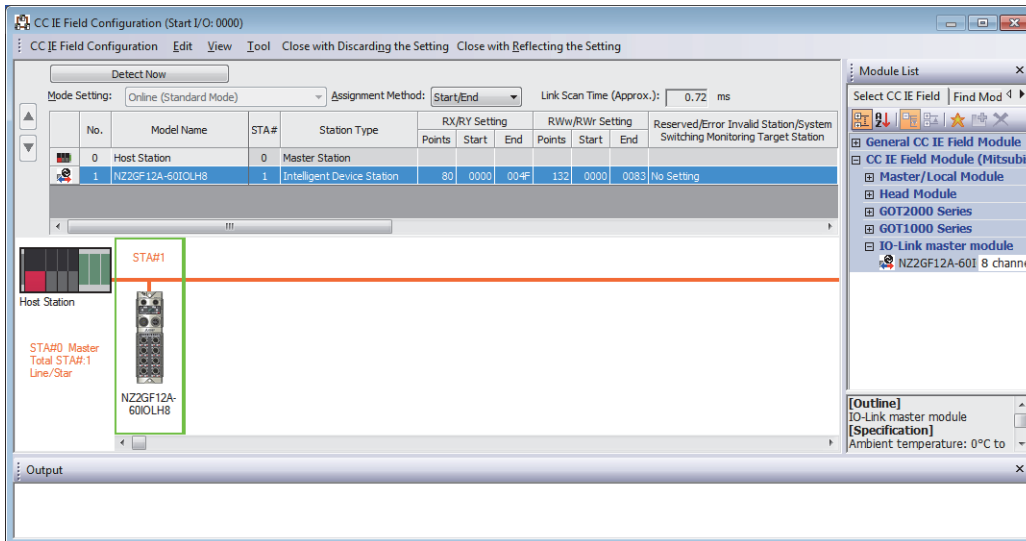 CC IE Field Configuration (Start I/O: 0000)
CC IE Field Configuration Edit View Tool Close with Discarding the Setting Close with Reflecting the Setting
Detect Now
Mode Setting: Online (Standard Mode) Assignment Method: Start/End Link Scan Time (Approx.): 0.72 ms
No. Model Name STA# Station Type RX/RY Setting RWw/RWr Setting Reserved/Error Invalid Station/System
Switching Monitoring Target Station
Points Start End Points Start End
0 Host Station 0 Master Station
1 NZ2GF12A-60IOLH8 1 Intelligent Device Station 80 0000 004F 132 0000 0083 No Setting
STA#1
Host Station
STA#0 Master
Total STA#:1
Line/Star
NZ2GF12A-
60IOLH8
Module List
Select CC IE Field Find Mod
General CC IE Field Module
CC IE Field Module (Mitsubi
Master/Local Module
Head Module
GOT2000 Series
GOT1000 Series
IO-Link master module
NZ2GF12A-60I 8 channe
[Outline]
IO-Link master module
[Specification]
Ambient temperature: 0°C to
Output